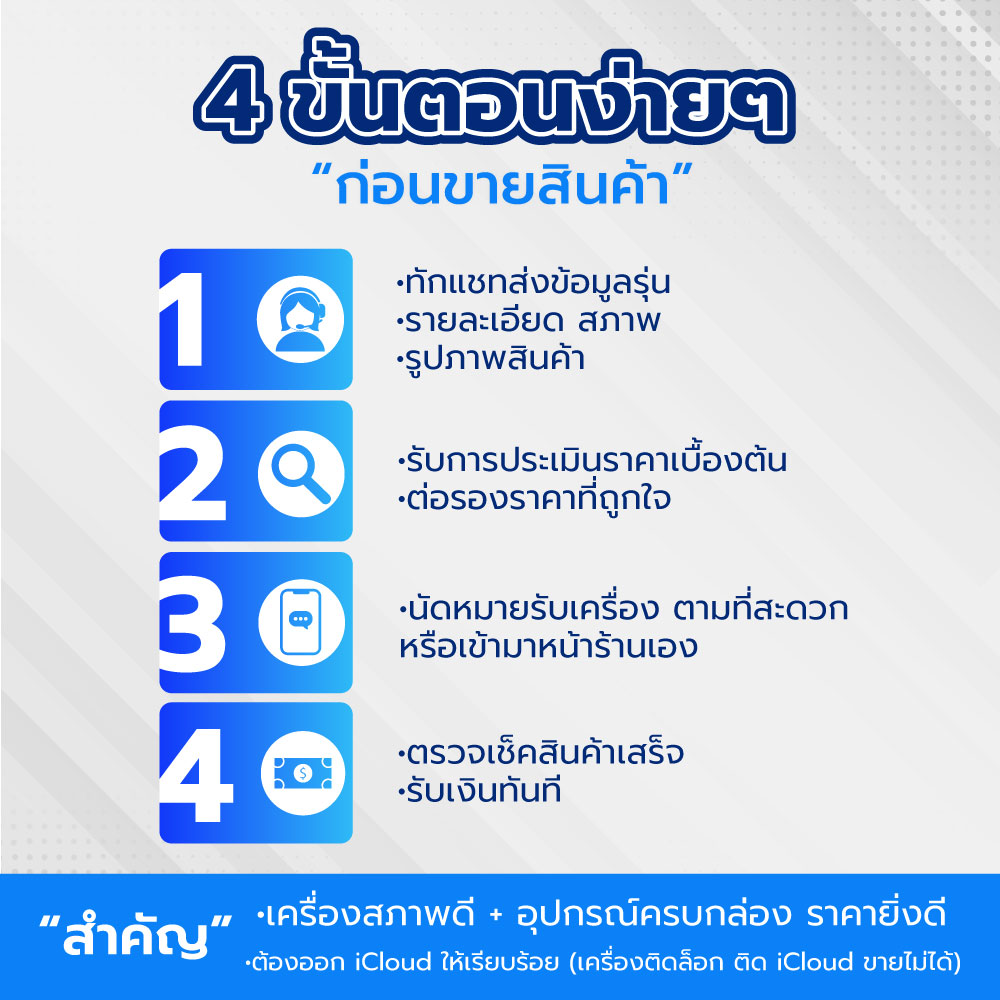 4 ขั้นตอนง่ายๆ
“ก่อนขายสินค้า”
1
•ทักแชทส่งข้อมูลรุ่น
•รายละเอียด สภาพ
•รูปภาพสินค้า
2
•รับการประเมินราคาเบื้องต้น
•ต่อรองราคาที่ถูกใจ
3
•นัดหมายรับเครื่อง ตามที่สะดวก
หรือเข้ามาหน้าร้านเอง
4
$
•ตรวจเช็คสินค้าเสร็จ
•รับเงินทันที
“สำคัญ”
•เครื่องสภาพดี + อุปกรณ์ครบกล่อง ราคายิ่งดี
•ต้องออก iCloud ให้เรียบร้อย (เครื่องติดล็อก ติด iCloud ขายไม่ได้)